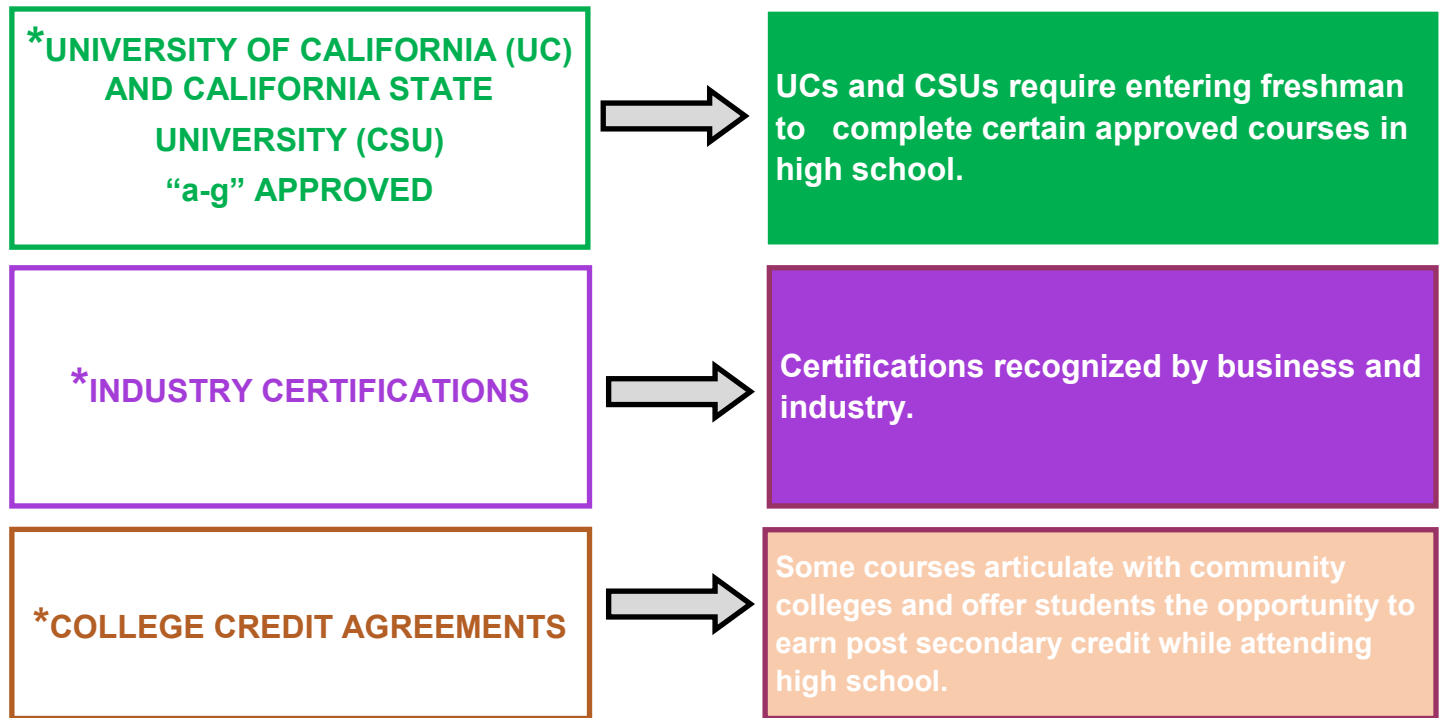 *UNIVERSITY OF CALIFORNIA (UC)
AND CALIFORNIA STATE
UNIVERSITY (CSU)
“a-g” APPROVED
UCs and CSUs require entering freshman
to   complete certain approved courses in
high school.
*INDUSTRY CERTIFICATIONS
Certifications recognized by business and
industry.
*COLLEGE CREDIT AGREEMENTS
Some courses articulate with community
colleges and offer students the opportunity to
earn post secondary credit while attending
high school.